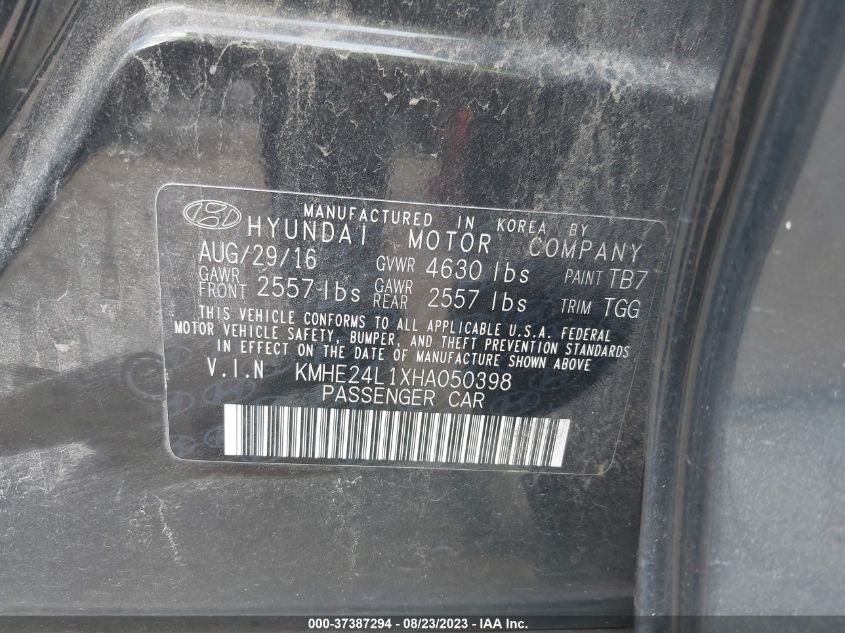 MANUFACTURED IN KOREA BY
HYUNDAI MOTOR COMPANY
AUG/29/16 GVWR 4630 lbs PAINT TB7
GAWR FRONT 2557 lbs GAWR REAR 2557 lbs TRIM TGG
THIS VEHICLE CONFORMS TO ALL APPLICABLE U.S.A. FEDERAL
MOTOR VEHICLE SAFETY, BUMPER, AND THEFT PREVENTION STANDARDS
IN EFFECT ON THE DATE OF MANUFACTURE SHOWN ABOVE
V.I.N KMHE24L1XHA050398
PASSENGER CAR
000-37387294 - 08/23/2023 - IAA Inc.